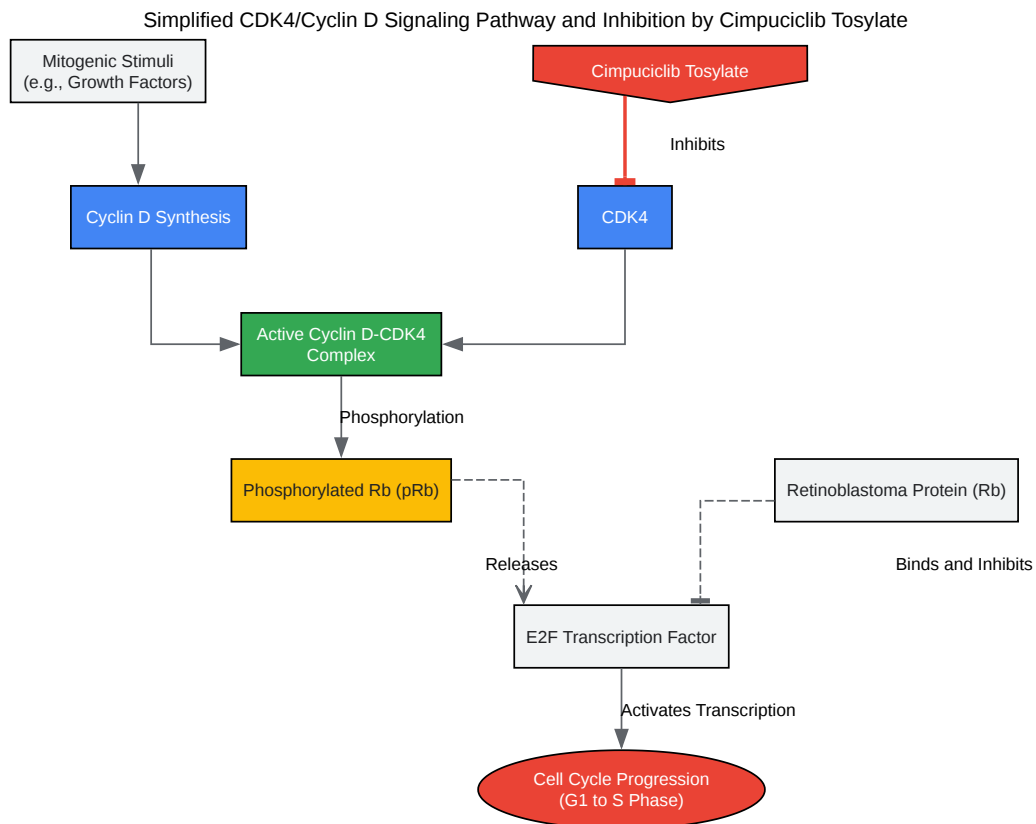 Simplified CDK4/Cyclin D Signaling Pathway and Inhibition by Cimpuciclib Tosylate
Mitogenic Stimuli
(e.g., Growth Factors)
Cimpuciclib Tosylate
Inhibits
Cyclin D Synthesis
CDK4
Active Cyclin D-CDK4
Complex
Phosphorylation
Phosphorylated Rb (pRb)
Retinoblastoma Protein (Rb)
Releases
Binds and Inhibits
E2F Transcription Factor
Activates Transcription
Cell Cycle Progression
(G1 to S Phase)